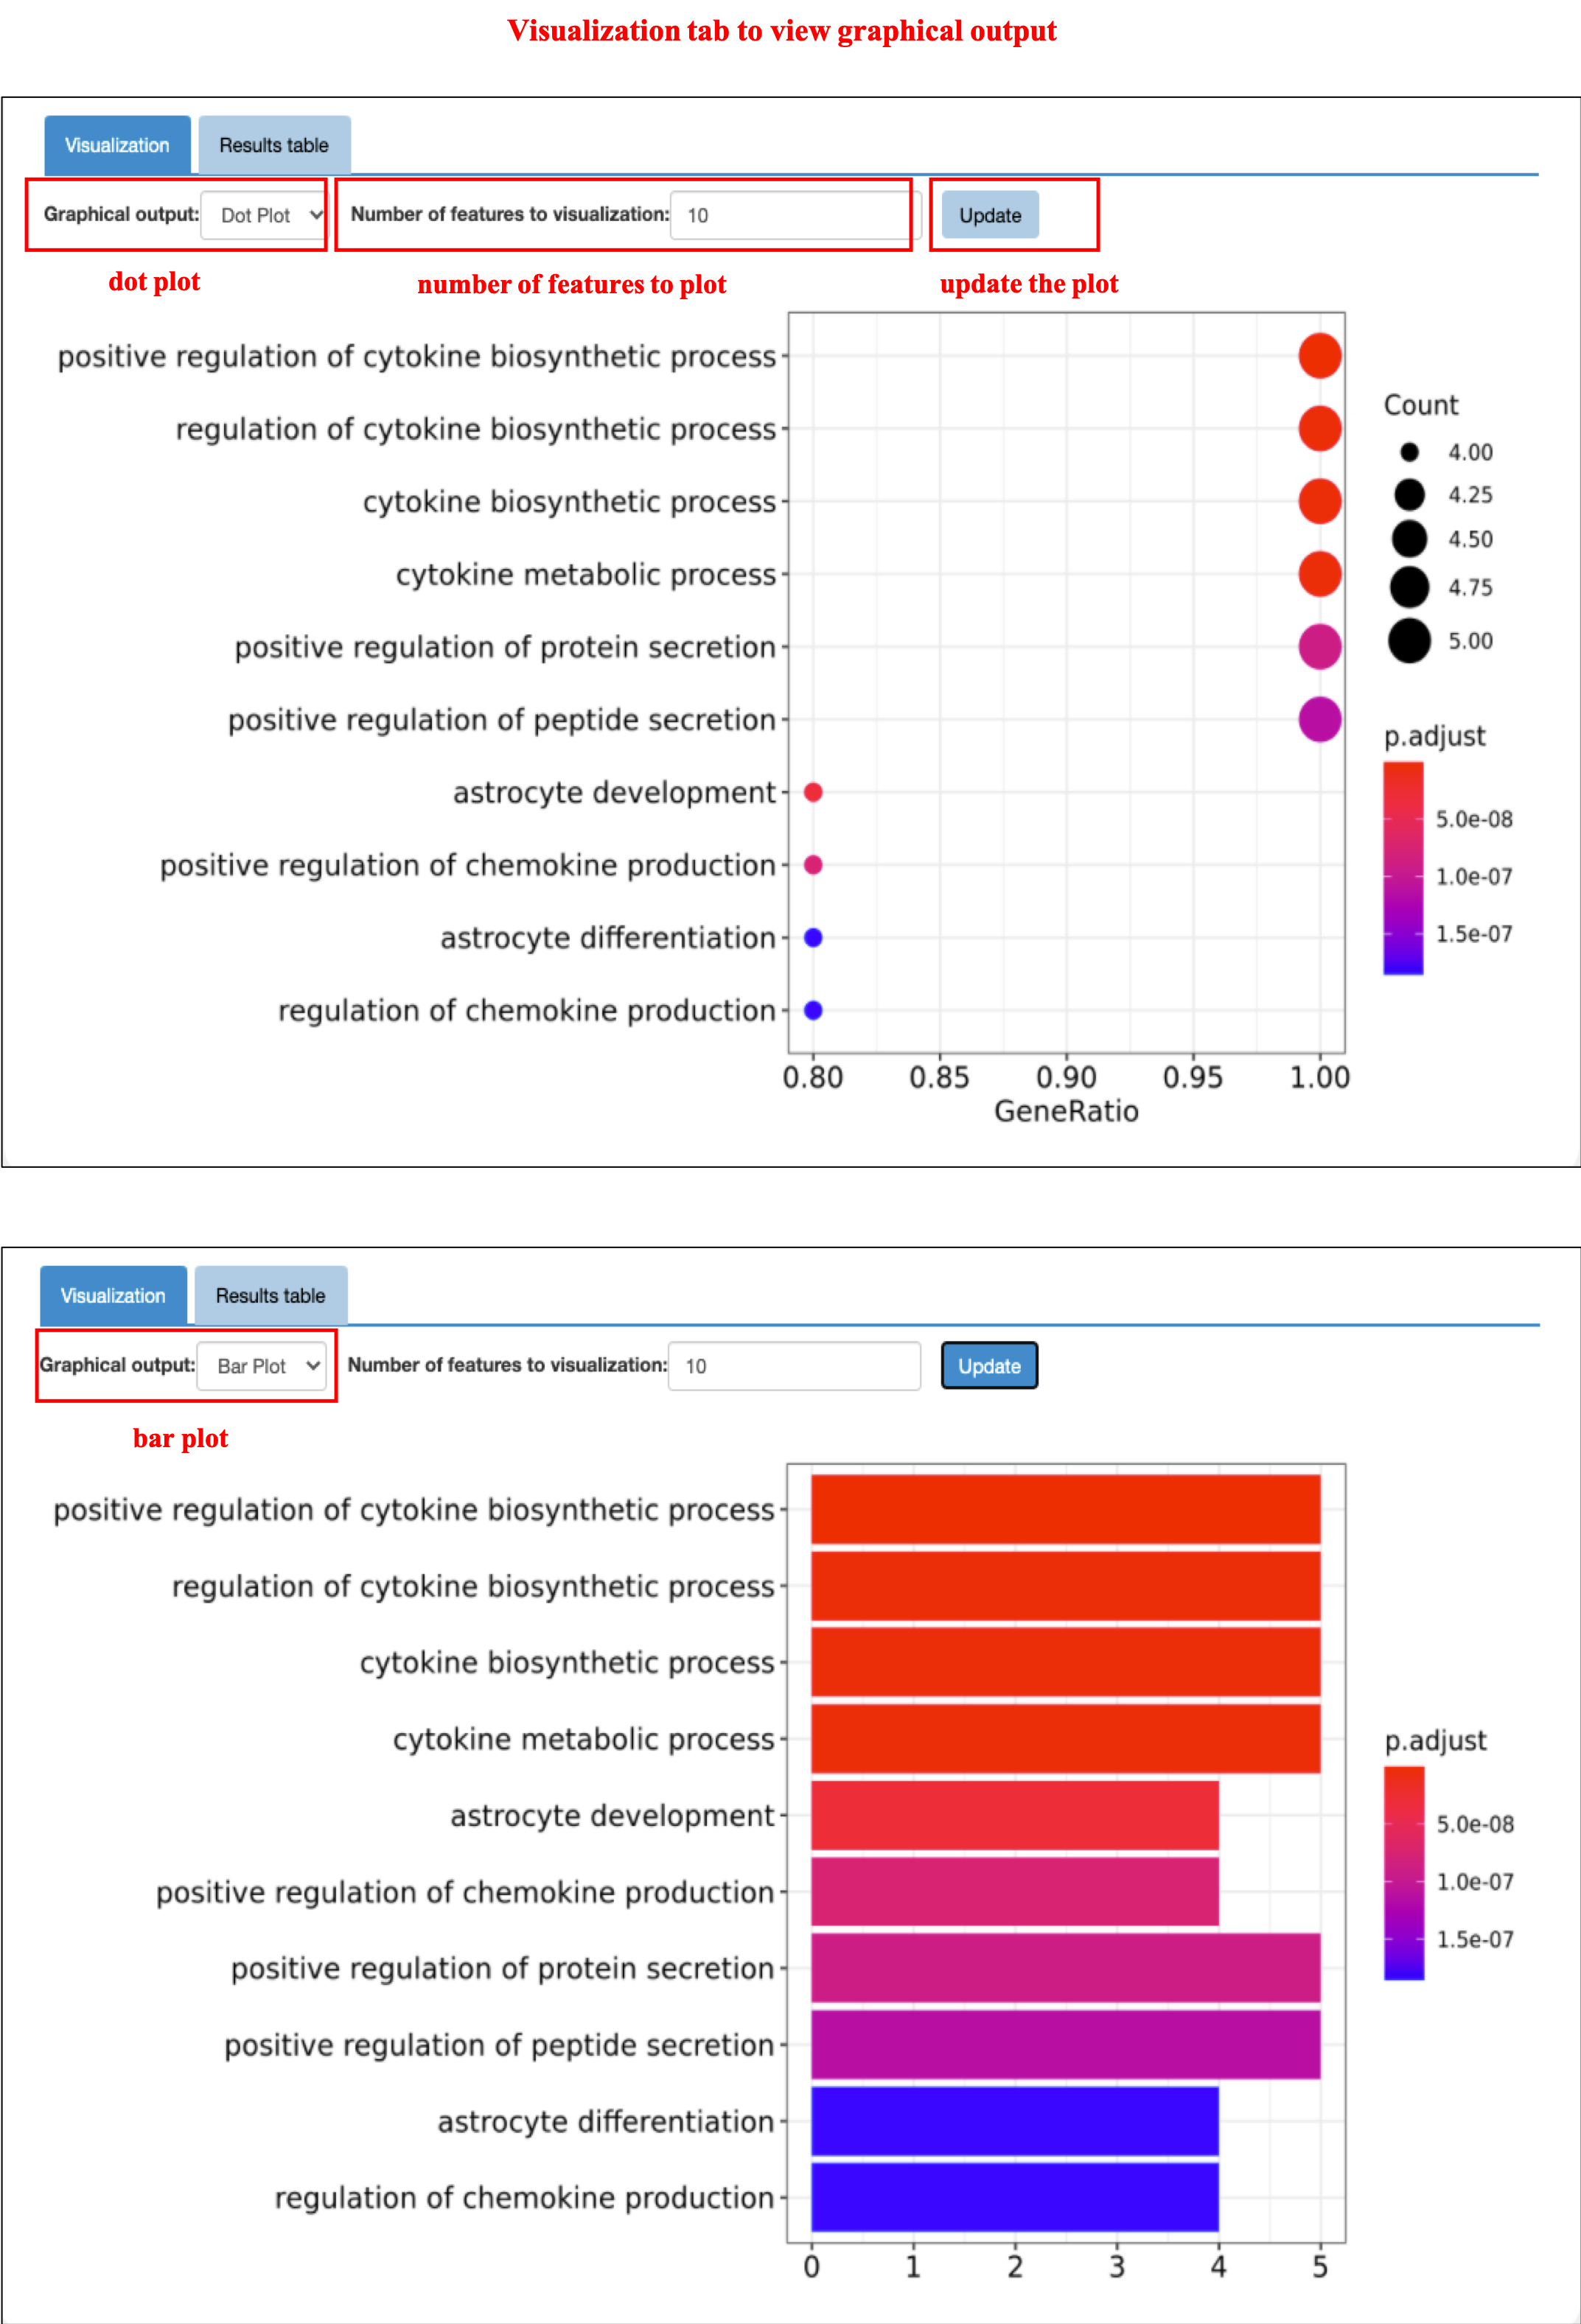 Visualization tab to view graphical output
Visualization Results table
Graphical output: Dot Plot Number of features to visualization: 10 Update
dot plot number of features to plot update the plot
positive regulation of cytokine biosynthetic process
regulation of cytokine biosynthetic process
cytokine biosynthetic process
cytokine metabolic process
positive regulation of protein secretion
positive regulation of peptide secretion
astrocyte development
positive regulation of chemokine production
astrocyte differentiation
regulation of chemokine production
0.80 0.85 0.90 0.95 1.00
GeneRatio
Count
4.00
4.25
4.50
4.75
5.00
p.adjust
5.0e-08
1.0e-07
1.5e-07
Visualization Results table
Graphical output: Bar Plot Number of features to visualization: 10 Update
bar plot
positive regulation of cytokine biosynthetic process
regulation of cytokine biosynthetic process
cytokine biosynthetic process
cytokine metabolic process
astrocyte development
positive regulation of chemokine production
positive regulation of protein secretion
positive regulation of peptide secretion
astrocyte differentiation
regulation of chemokine production
0 1 2 3 4 5
p.adjust
5.0e-08
1.0e-07
1.5e-07